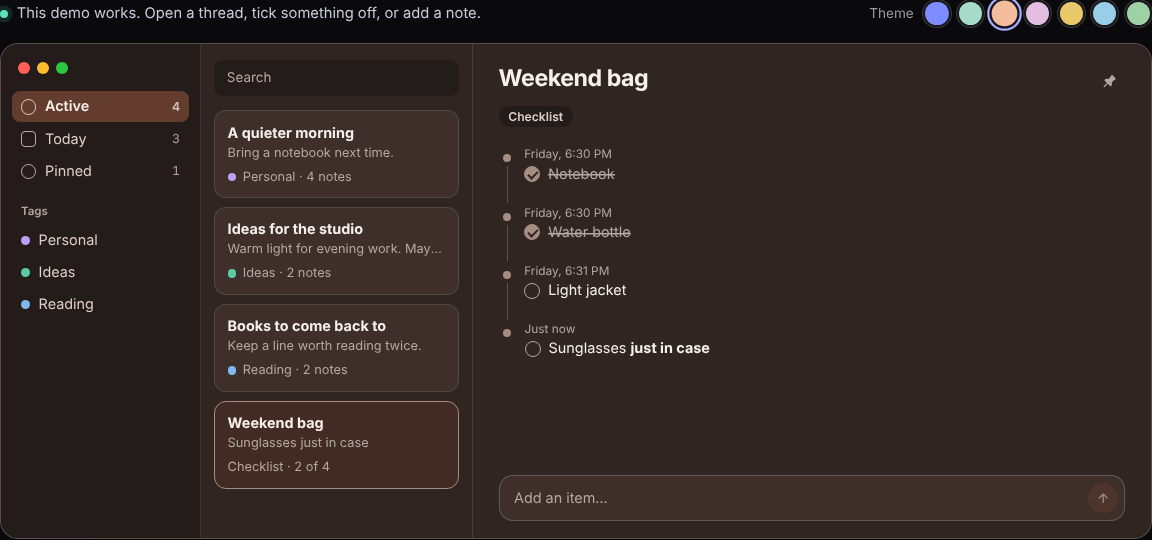 This demo works. Open a thread, tick something off, or add a note.
Theme
Active 4
Today 3
Pinned 1
Tags
Personal
Ideas
Reading
Search
A quieter morning
Bring a notebook next time.
Personal · 4 notes
Ideas for the studio
Warm light for evening work. May...
Ideas · 2 notes
Books to come back to
Keep a line worth reading twice.
Reading · 2 notes
Weekend bag
Sunglasses just in case
Checklist · 2 of 4
Weekend bag
Checklist
Friday, 6:30 PM
Notebook
Friday, 6:30 PM
Water bottle
Friday, 6:31 PM
Light jacket
Just now
Sunglasses just in case
Add an item...